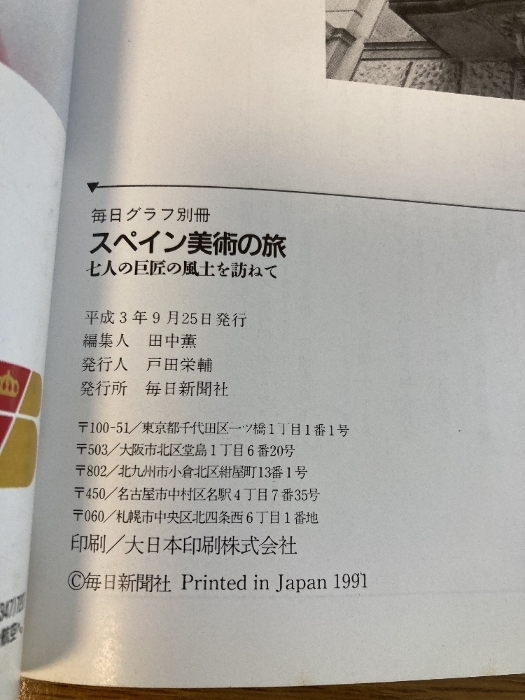 毎日グラフ別冊
スペイン美術の旅
七人の巨匠の風土を訪ねて
平成3年9月25日発行
編集人 田中薫
発行人 戸田栄輔
発行所 毎日新聞社
〒100-51/東京都千代田区一ツ橋1丁目1番1号
〒503/大阪市北区堂島1丁目6番20号
〒802/北九州市小倉北区紺屋町13番1号
〒450/名古屋市中村区名駅4丁目7番35号
〒060/札幌市中央区北四条西6丁目1番地
印刷/大日本印刷株式会社
©毎日新聞社 Printed in Japan 1991